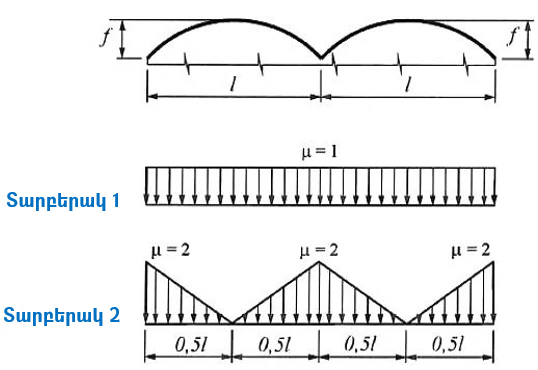 f f
l l
μ = 1
Տարբերակ 1
μ = 2 μ = 2 μ = 2
Տարբերակ 2
0,5l 0,5l 0,5l 0,5l